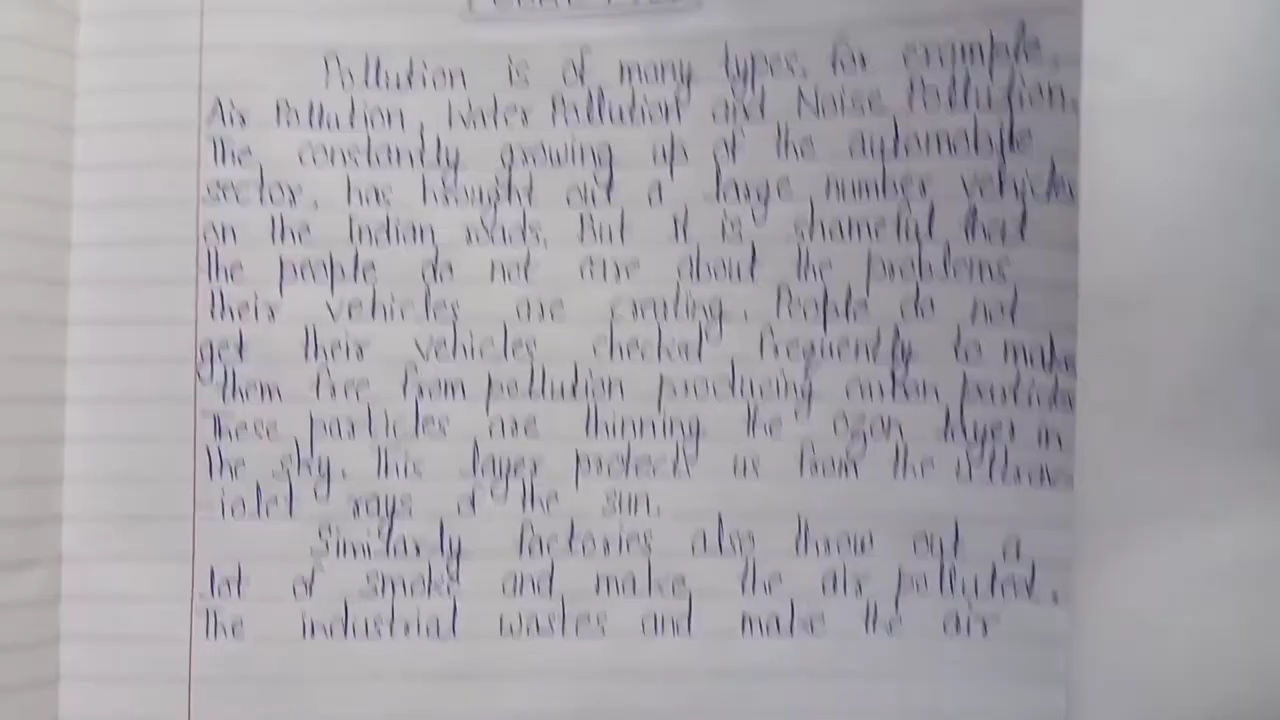 Pollution is of many types. for example,
Air Pollution, Water Pollution and Noise Pollution.
The constantly growing up of the automobile
sector, has brought out a large number vehicles
on the Indian roads. But it is shameful that
the people do not care about the problems
their vehicles are creating. People do not
get their vehicles checked frequently to make
them free from pollution producing carbon particles
These particles are thinning the ozon layer in
the sky. This layer protects us from the
rays of the sun.
Similarly factories also throw out a
lot of smoke and make the air polluted.
The industrial wastes and make the air